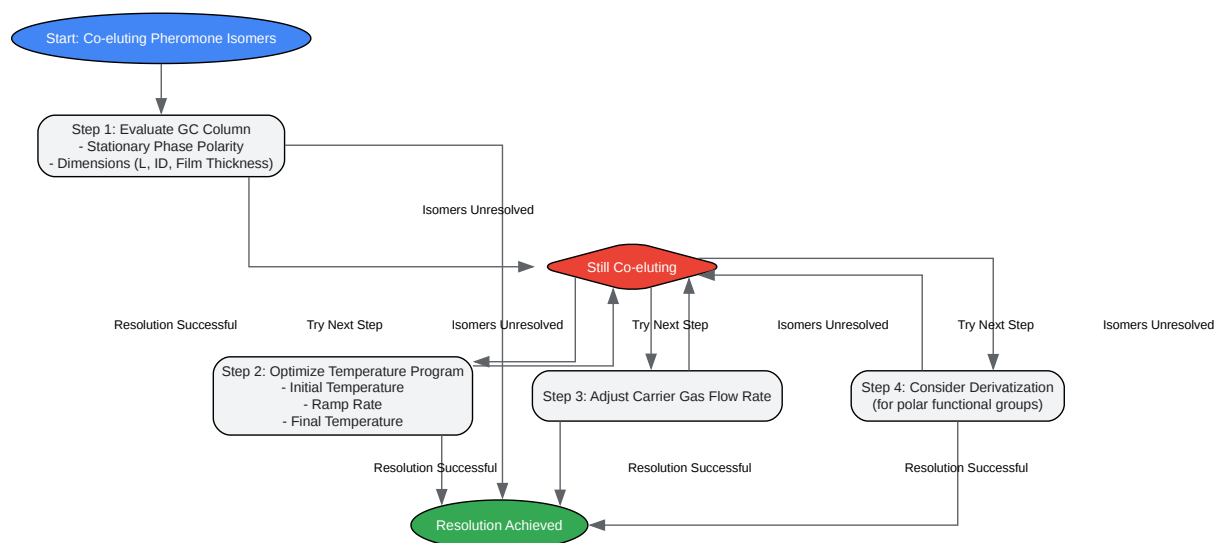 Start: Co-eluting Pheromone Isomers
Step 1: Evaluate GC Column
- Stationary Phase Polarity
- Dimensions (L, ID, Film Thickness)
Isomers Unresolved
Still Co-eluting
Resolution Successful
Try Next Step
Isomers Unresolved
Try Next Step
Isomers Unresolved
Try Next Step
Isomers Unresolved
Step 2: Optimize Temperature Program
- Initial Temperature
- Ramp Rate
- Final Temperature
Step 3: Adjust Carrier Gas Flow Rate
Step 4: Consider Derivatization
(for polar functional groups)
Resolution Successful
Resolution Successful
Resolution Successful
Resolution Achieved